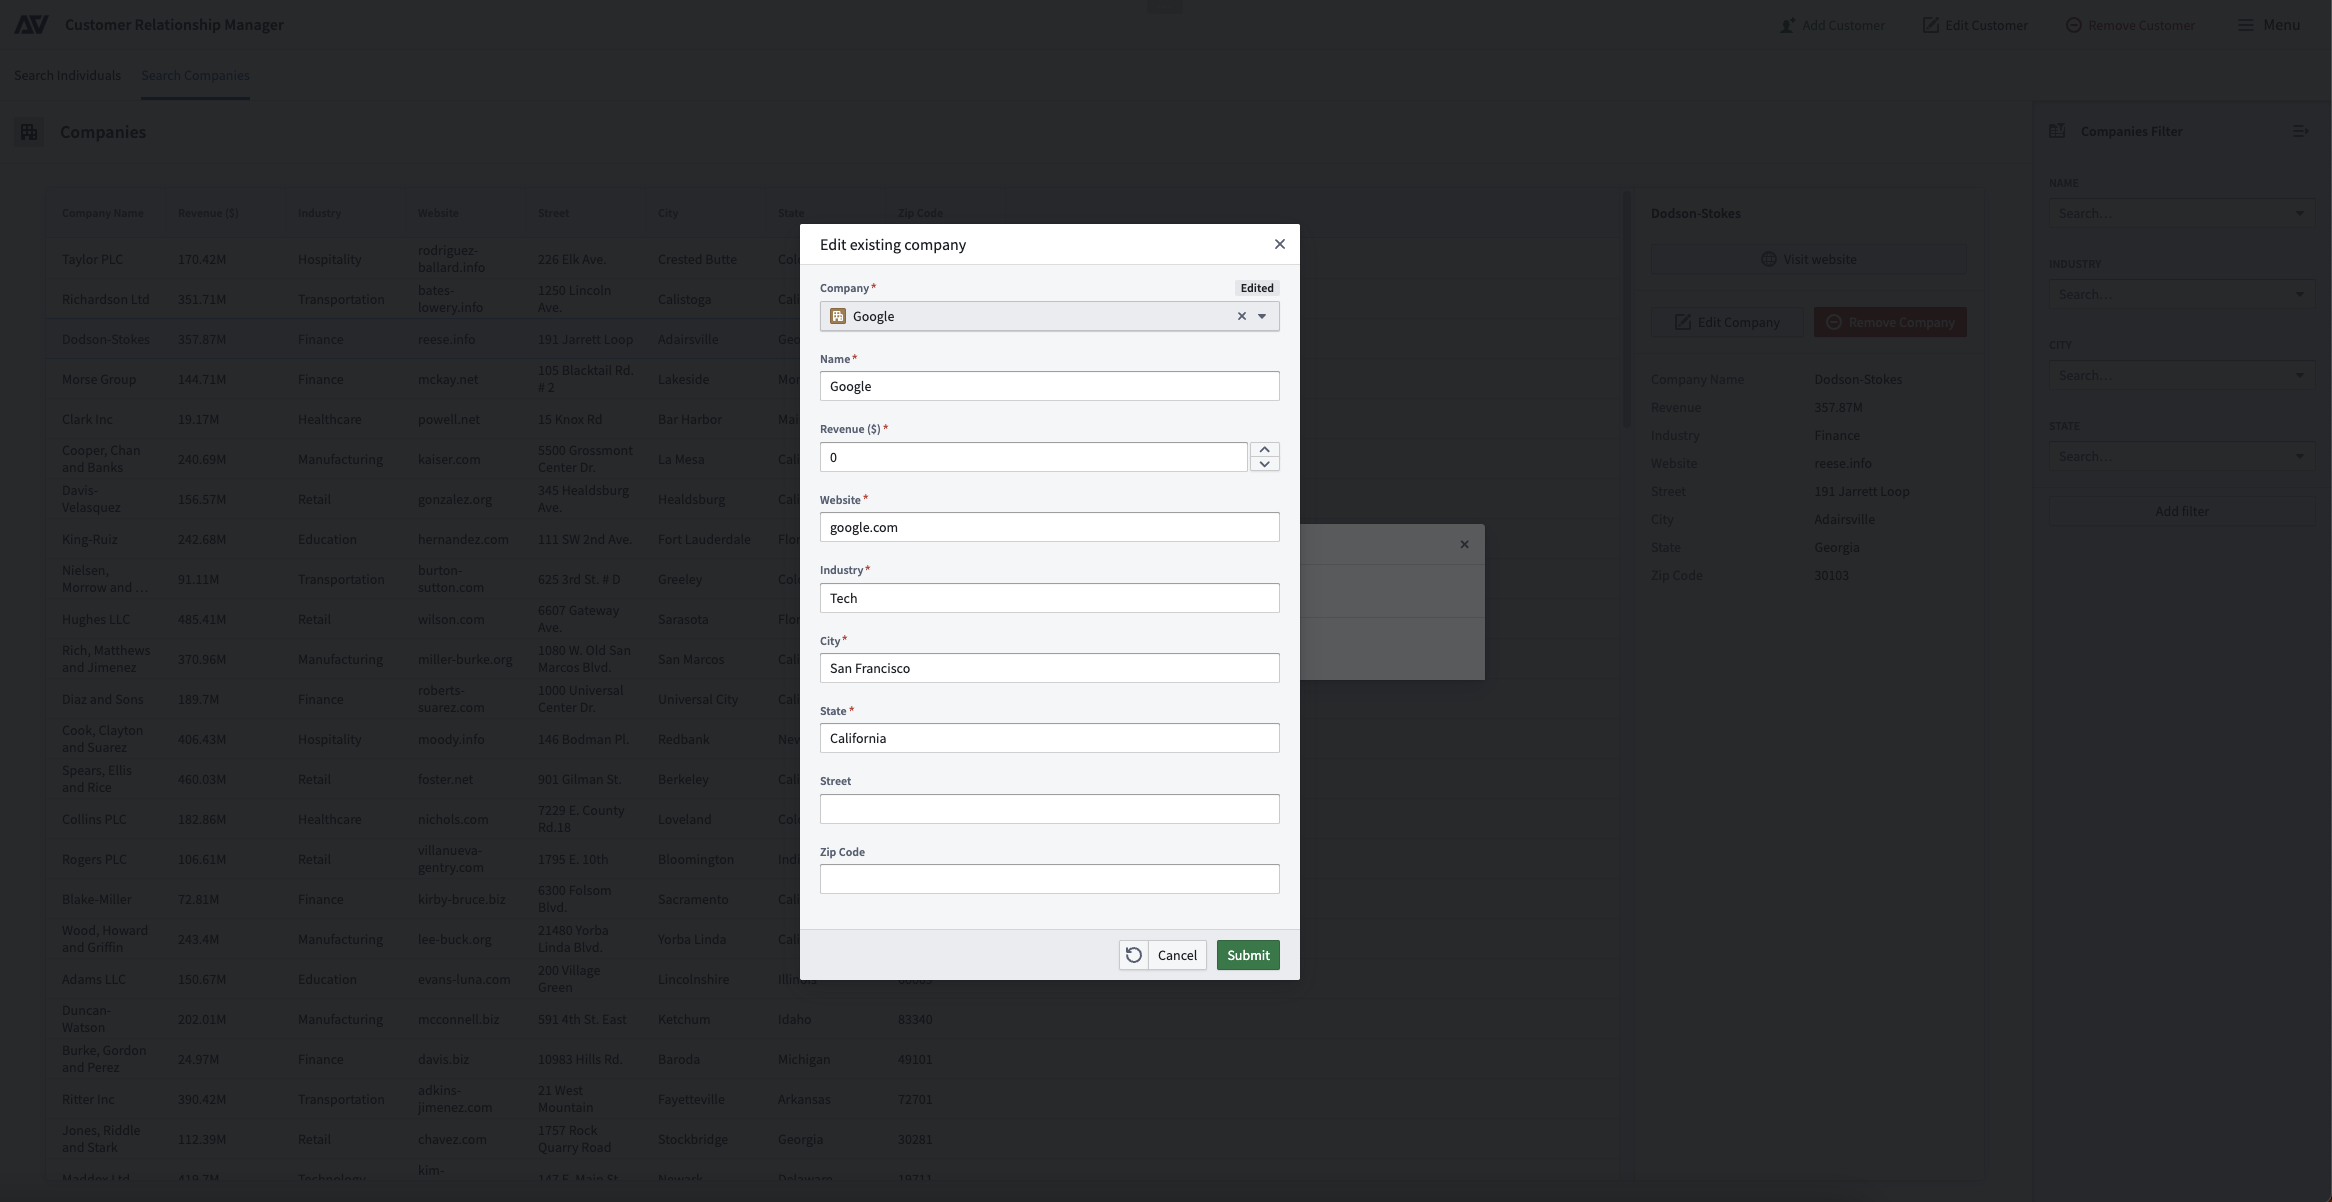 Customer Relationship Manager
Add Customer
Edit Customer
Remove Customer
Menu
Search Individuals
Search Companies
Companies
Company Name Revenue ($) Industry Website Street City State Zip Code
Taylor PLC 170.42M Hospitality rodriguez-ballard.info 226 Elk Ave. Crested Butte
Richardson Ltd 351.71M Transportation bates-lowery.info 1250 Lincoln Ave. Calistoga
Dodson-Stokes 357.87M Finance reese.info 191 Jarrett Loop Adairsville
Morse Group 144.71M Finance mckay.net 105 Blacktail Rd. # 2 Lakeside
Clark Inc 19.17M Healthcare powell.net 15 Knox Rd Bar Harbor
Cooper, Chan and Banks 240.69M Manufacturing kaiser.com 5500 Grossmont Center Dr. La Mesa
Davis-Velasquez 156.57M Retail gonzalez.org 345 Healdsburg Ave. Healdsburg
King-Ruiz 242.68M Education hernandez.com 111 SW 2nd Ave. Fort Lauderdale
Nielsen, Morrow and … 91.11M Transportation burton-sutton.com 625 3rd St. # D Greeley
Hughes LLC 485.41M Retail wilson.com 6607 Gateway Ave. Sarasota
Rich, Matthews and Jimenez 370.96M Manufacturing miller-burke.org 1080 W. Old San Marcos Blvd. San Marcos
Diaz and Sons 189.7M Finance roberts-suarez.com 1000 Universal Center Dr. Universal City
Cook, Clayton and Suarez 406.43M Hospitality moody.info 146 Bodman Pl. Redbank
Spears, Ellis and Rice 460.03M Retail foster.net 901 Gilman St. Berkeley
Collins PLC 182.86M Healthcare nichols.com 7229 E. County Rd.18 Loveland
Rogers PLC 106.61M Retail villanueva-gentry.com 1795 E. 10th Bloomington
Blake-Miller 72.81M Finance kirby-bruce.biz 6300 Folsom Blvd. Sacramento
Wood, Howard and Griffin 243.4M Manufacturing lee-buck.org 21480 Yorba Linda Blvd. Yorba Linda
Adams LLC 150.67M Education evans-luna.com 200 Village Green Lincolnshire Illinois
Duncan-Watson 202.01M Manufacturing mcconnell.biz 591 4th St. East Ketchum Idaho 83340
Burke, Gordon and Perez 24.97M Finance davis.biz 10983 Hills Rd. Baroda Michigan 49101
Ritter Inc 390.42M Transportation adkins-jimenez.com 21 West Mountain Fayetteville Arkansas 72701
Jones, Riddle and Stark 112.39M Retail chavez.com 1757 Rock Quarry Road Stockbridge Georgia 30281
Maddox Ltd 419.7M Technology kim- 147 E. Main St. Newark Delaware 19711
Edit existing company
Company* Edited
Google
Name*
Google
Revenue ($)*
0
Website*
google.com
Industry*
Tech
City*
San Francisco
State*
California
Street
Zip Code
Cancel
Submit
Dodson-Stokes
Visit website
Edit Company
Remove Company
Company Name Dodson-Stokes
Revenue 357.87M
Industry Finance
Website reese.info
Street 191 Jarrett Loop
City Adairsville
State Georgia
Zip Code 30103
Companies Filter
NAME
Search...
INDUSTRY
Search...
CITY
Search...
STATE
Search...
Add filter